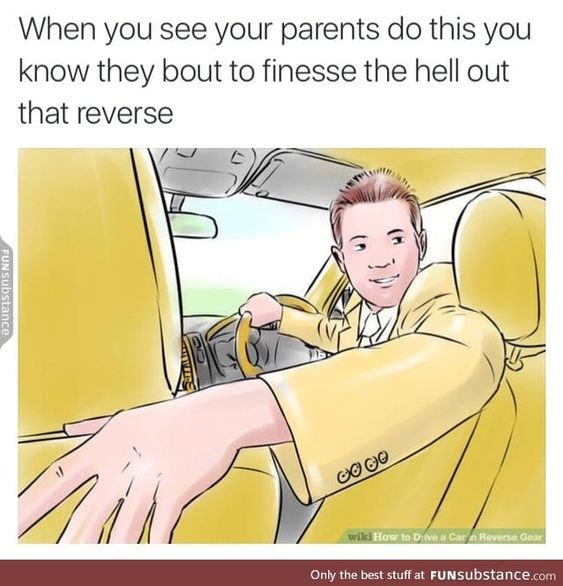 When you see your parents do this you
know they bout to finesse the hell out
that reverse
FUNsubstance
wiki How to Drive a Car in Reverse Gear
Only the best stuff at FUNsubstance.com